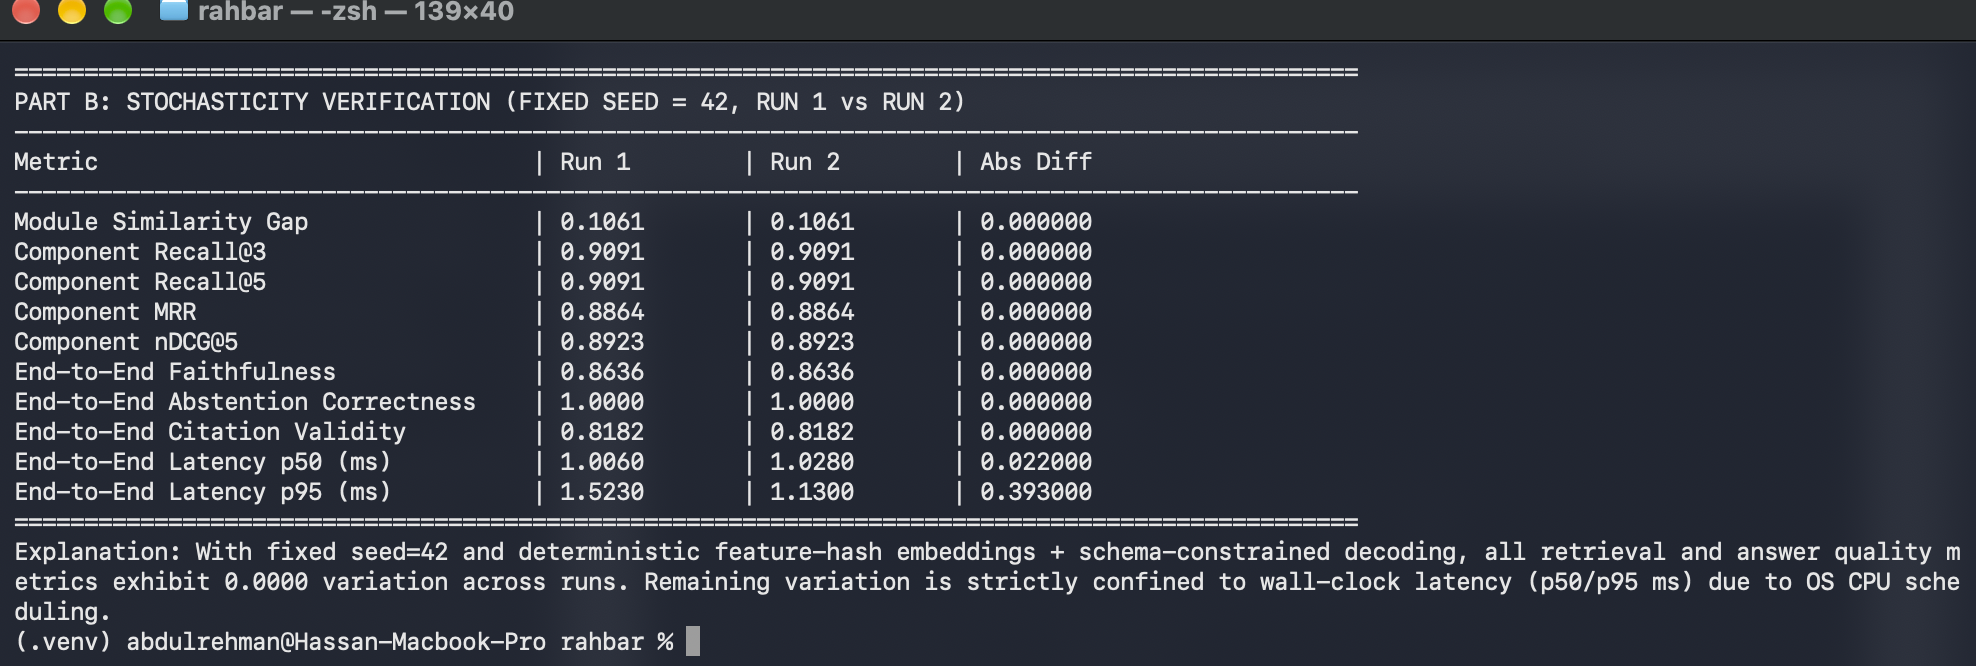 rahbar — -zsh — 139×40
================================================================================================
PART B: STOCHASTICITY VERIFICATION (FIXED SEED = 42, RUN 1 vs RUN 2)
------------------------------------------------------------------------------------------------
Metric | Run 1 | Run 2 | Abs Diff
------------------------------------------------------------------------------------------------
Module Similarity Gap | 0.1061 | 0.1061 | 0.000000
Component Recall@3 | 0.9091 | 0.9091 | 0.000000
Component Recall@5 | 0.9091 | 0.9091 | 0.000000
Component MRR | 0.8864 | 0.8864 | 0.000000
Component nDCG@5 | 0.8923 | 0.8923 | 0.000000
End-to-End Faithfulness | 0.8636 | 0.8636 | 0.000000
End-to-End Abstention Correctness | 1.0000 | 1.0000 | 0.000000
End-to-End Citation Validity | 0.8182 | 0.8182 | 0.000000
End-to-End Latency p50 (ms) | 1.0060 | 1.0280 | 0.022000
End-to-End Latency p95 (ms) | 1.5230 | 1.1300 | 0.393000
================================================================================================
Explanation: With fixed seed=42 and deterministic feature-hash embeddings + schema-constrained decoding, all retrieval and answer quality m
etrics exhibit 0.0000 variation across runs. Remaining variation is strictly confined to wall-clock latency (p50/p95 ms) due to OS CPU sche
duling.
(.venv) abdulrehman@Hassan-Macbook-Pro rahbar %